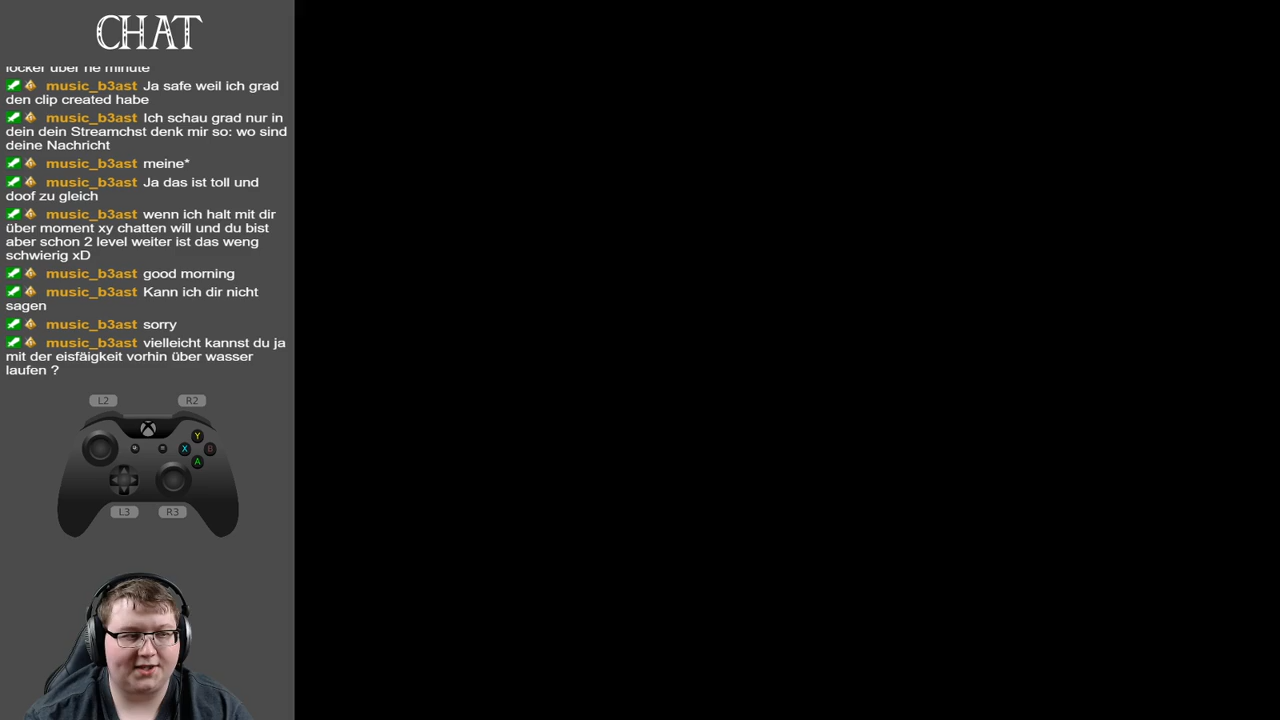 CHAT
locker über ne minute
music_b3ast Ja safe weil ich grad
den clip created habe
music_b3ast Ich schau grad nur in
dein dein Streamchst denk mir so: wo sind
deine Nachricht
music_b3ast meine*
music_b3ast Ja das ist toll und
doof zu gleich
music_b3ast wenn ich halt mit dir
über moment xy chatten will und du bist
aber schon 2 level weiter ist das weng
schwierig xD
music_b3ast good morning
music_b3ast Kann ich dir nicht
sagen
music_b3ast sorry
music_b3ast vielleicht kannst du ja
mit der eisfäigkeit vorhin über wasser
laufen ?
L2 R2
Y
X B
A
L3 R3